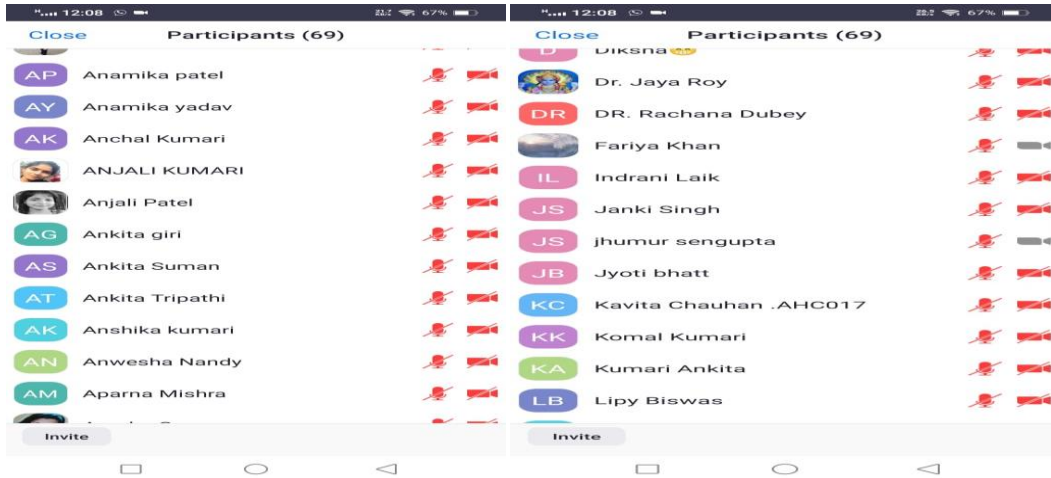 12:08
67%
Close Participants (69)
AP Anamika patel
AY Anamika yadav
AK Anchal Kumari
ANJALI KUMARI
Anjali Patel
AG Ankita giri
AS Ankita Suman
AT Ankita Tripathi
AK Anshika kumari
AN Anwesha Nandy
AM Aparna Mishra
Invite
12:08
67%
Close Participants (69)
D Diksha😁
Dr. Jaya Roy
DR DR. Rachana Dubey
Fariya Khan
IL Indrani Laik
JS Janki Singh
JS jhumur sengupta
JB Jyoti bhatt
KC Kavita Chauhan .AHC017
KK Komal Kumari
KA Kumari Ankita
LB Lipy Biswas
Invite